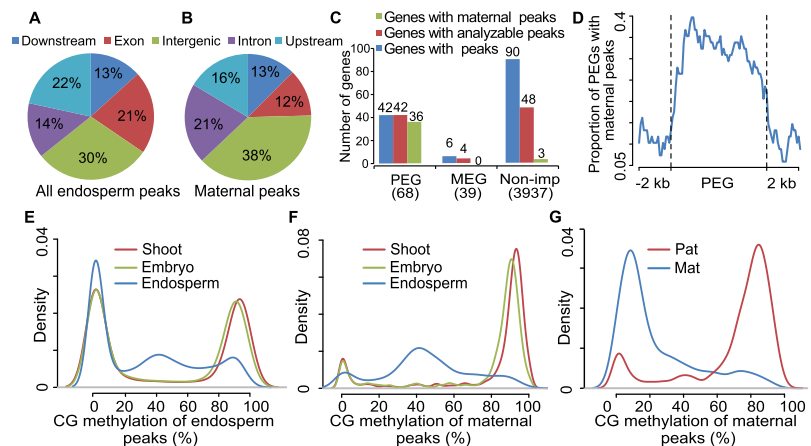 A
B
Downstream Exon Intergenic Intron Upstream
22% 13% 21% 30% 14%
All endosperm peaks
16% 13% 12% 38% 21%
Maternal peaks
C
Genes with maternal peaks
Genes with analyzable peaks
Genes with peaks
Number of genes
100
80
60
40
20
0
42 42 36
6 4 0
90 48 3
PEG MEG Non-imp
(68) (39) (3937)
D
Proportion of PEGs with
maternal peaks
0.4
0.05
-2 kb PEG 2 kb
E
0.04
0
Density
Shoot
Embryo
Endosperm
0 20 40 60 80 100
CG methylation of endosperm
peaks (%)
F
0.08
0
Density
Shoot
Embryo
Endosperm
0 20 40 60 80 100
CG methylation of maternal
peaks (%)
G
0.04
0
Density
Pat
Mat
0 20 40 60 80 100
CG methylation of maternal
peaks (%)